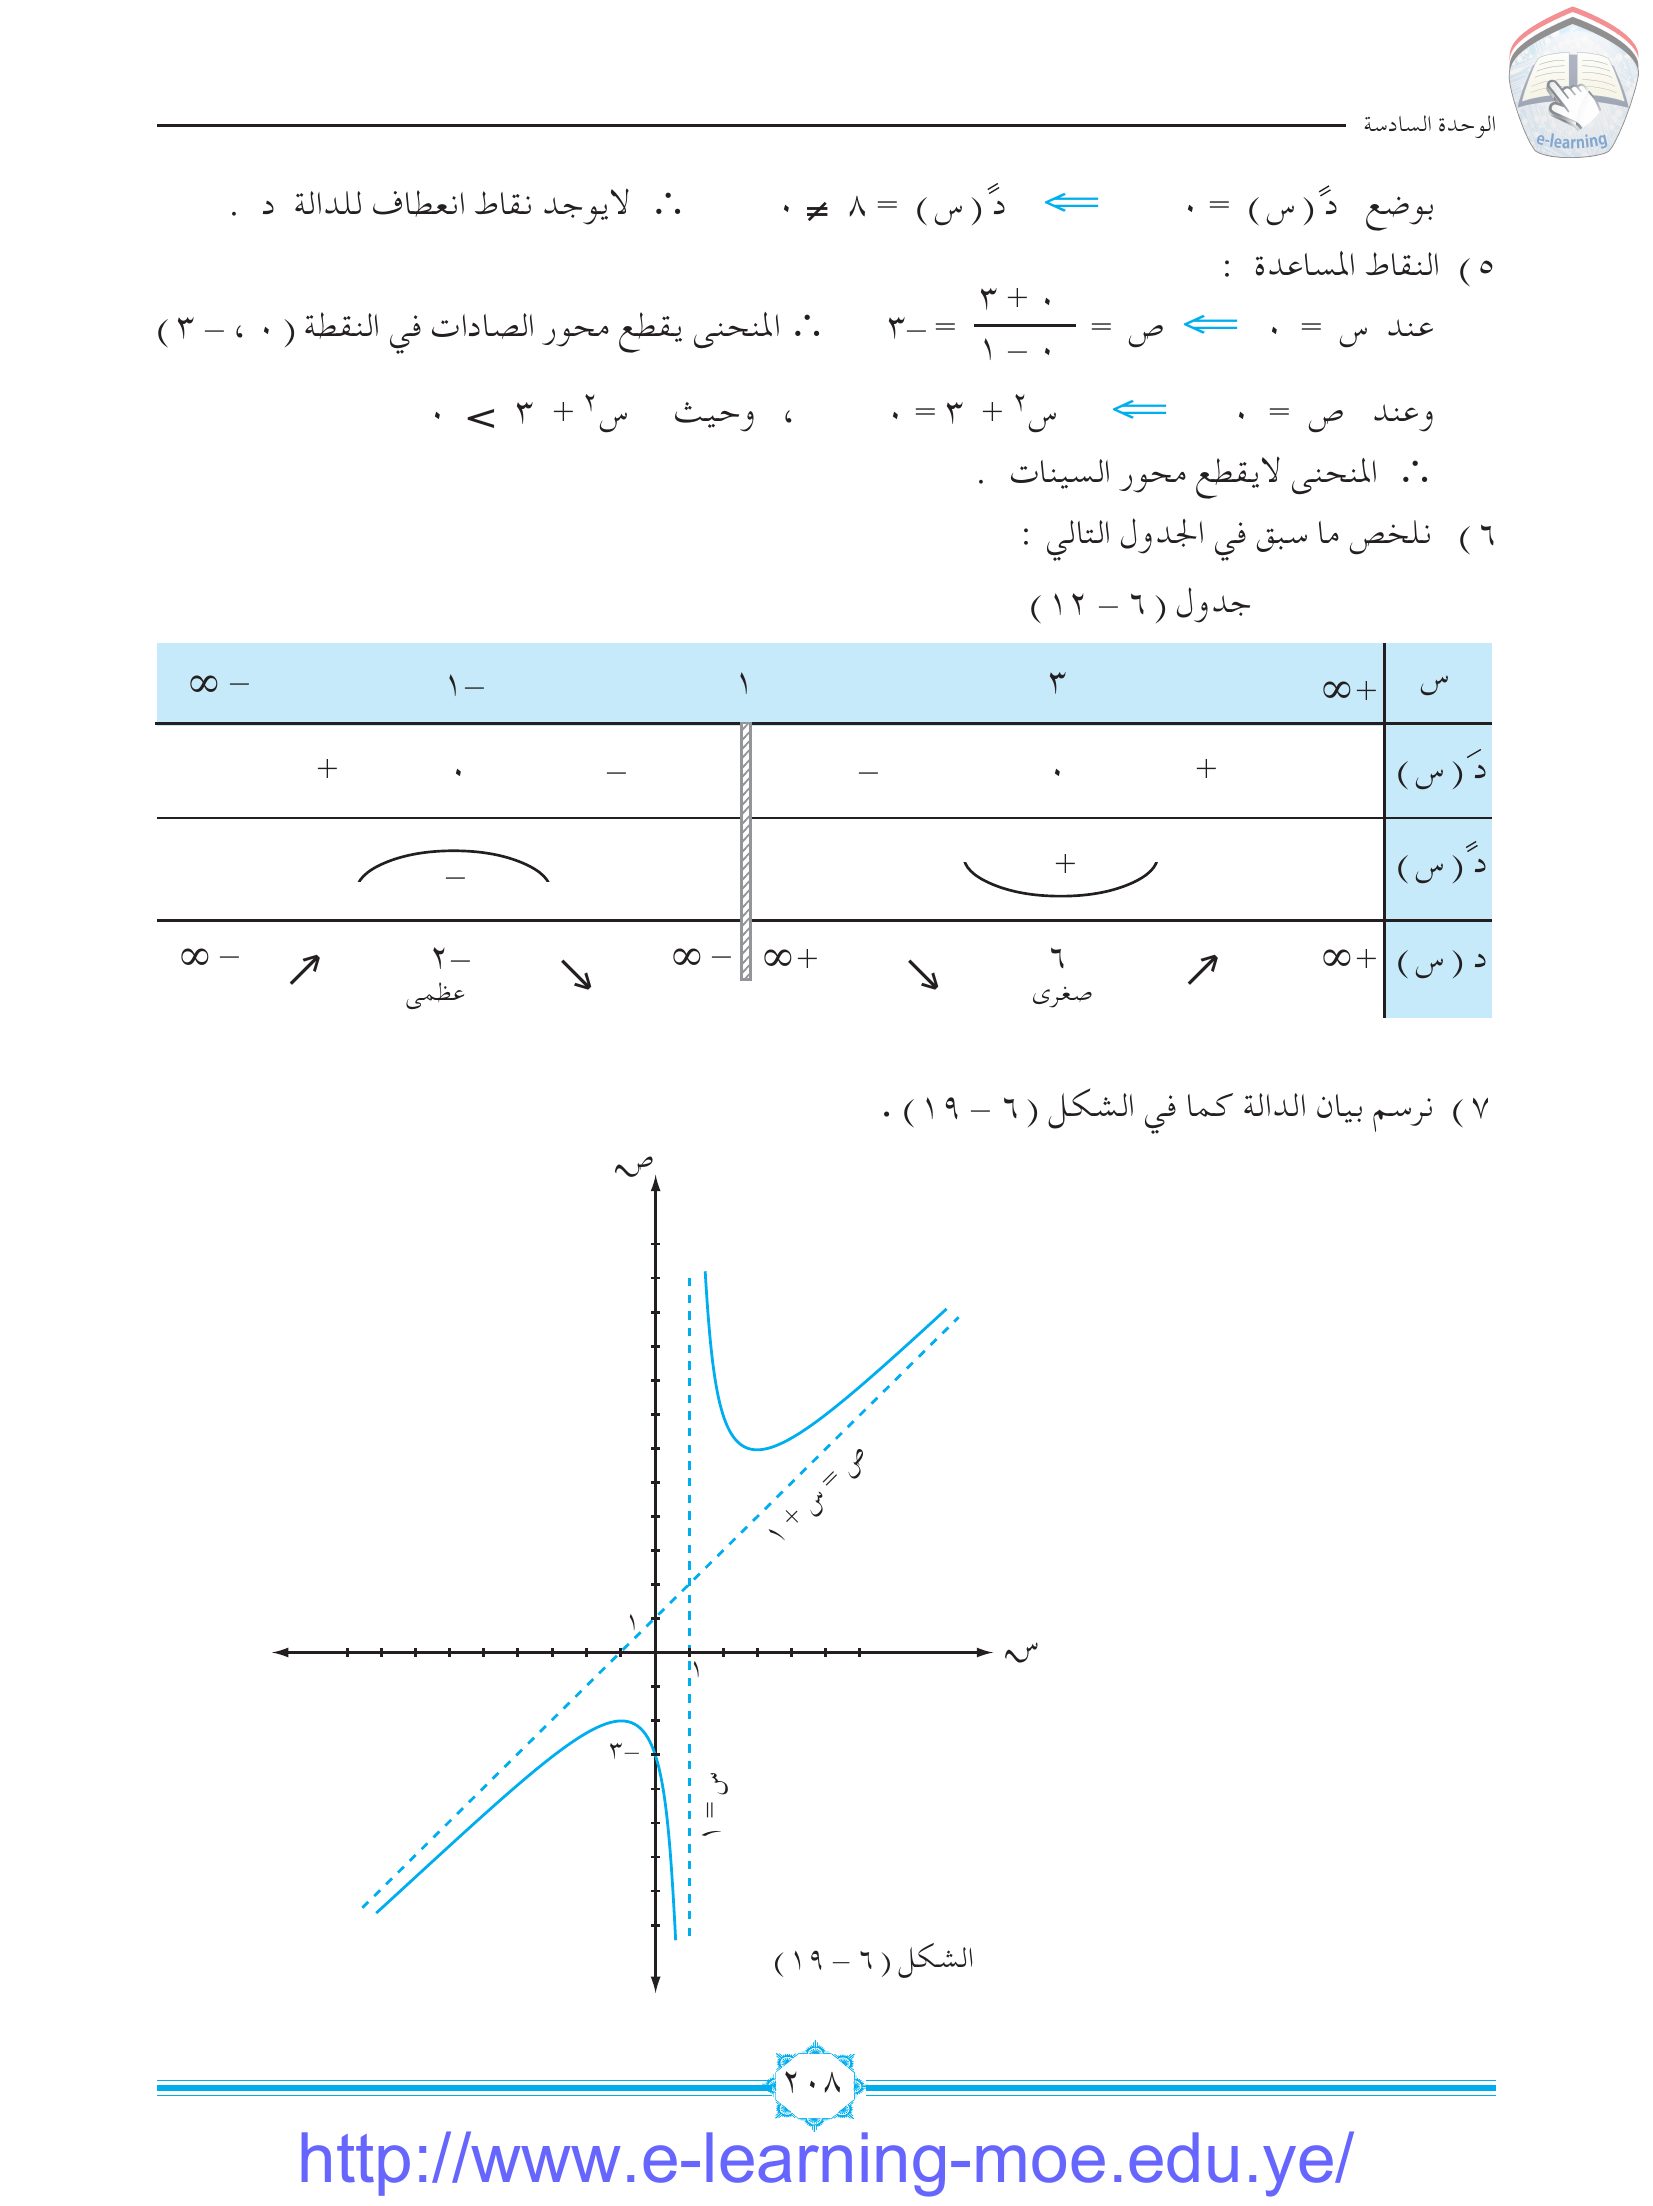 الوحدة السادسة
e-learning
بوضع دً (س) = ٠ ⇐ دً (س) = ٨ ≠ ٠ ∴ لايوجد نقاط انعطاف للدالة د .
٥) النقاط المساعدة :
عند س = ٠ ⇐ ص = (٠ + ٣) / (٠ – ١) = –٣ ∴ المنحنى يقطع محور الصادات في النقطة (٠ ، – ٣)
وعند ص = ٠ ⇐ س² + ٣ = ٠ ، وحيث س² + ٣ > ٠
∴ المنحنى لايقطع محور السينات .
٦) نلخص ما سبق في الجدول التالي :
جدول (٦ – ١٢)
س +∞ ٣ ١ –١ – ∞
دَ (س) + ٠ – – ٠ +
دً (س) + –
د (س) +∞ ↗ ٦ ↘ +∞ – ∞ ↘ –٢ ↗ – ∞
صغرى عظمى
٧) نرسم بيان الدالة كما في الشكل (٦ – ١٩) .
ص
ص = س + ١
١
س
١
–٣
س = ١
الشكل (٦ – ١٩)
٢٠٨
http://www.e-learning-moe.edu.ye/